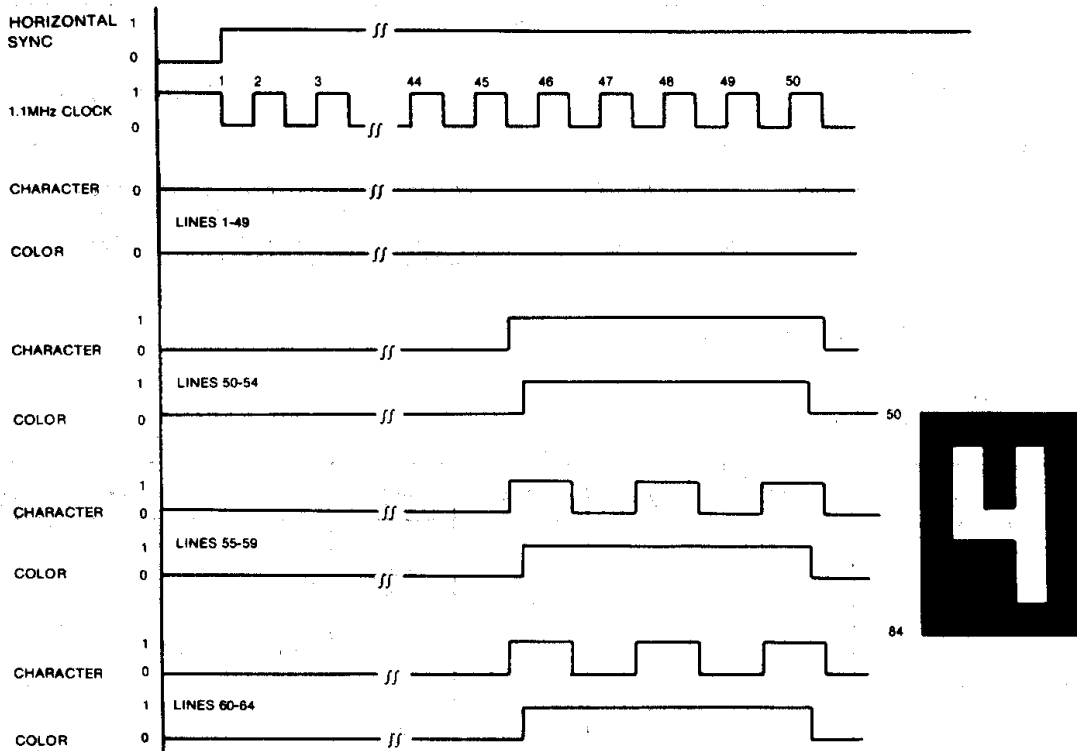 HORIZONTAL 1
SYNC 0
1 2 3 44 45 46 47 48 49 50
1.1MHz CLOCK 1
0
CHARACTER 0
LINES 1-49
COLOR 0
1
CHARACTER 0
1 LINES 50-54
COLOR 0
50
1
CHARACTER 0
1 LINES 55-59
COLOR 0
84
1
CHARACTER 0
1 LINES 60-64
COLOR 0
4